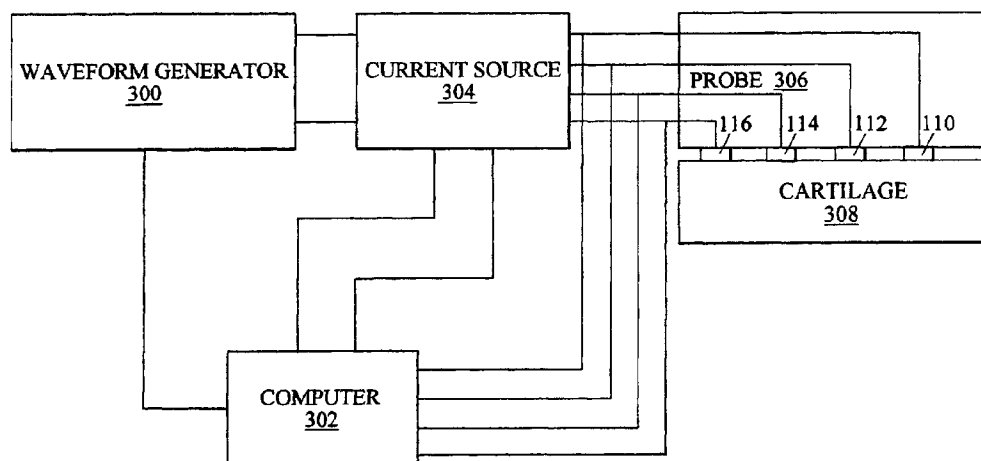 WAVEFORM GENERATOR
300
CURRENT SOURCE
304
PROBE 306
116 114 112 110
CARTILAGE
308
COMPUTER
302